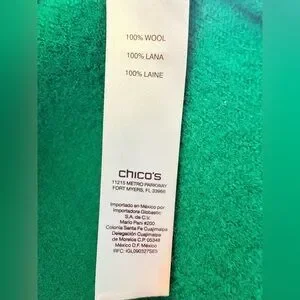 100% WOOL
100% LANA
100% LAINE
chico's
11215 METRO PARKWAY
FORT MYERS, FL 33966
Importado en México por:
Importadora Globastic
S.A. de C.V.
Mario Pani #200
Colonia Santa Fe Cuajimalpa
Delegación Cuajimalpa
de Morelos C.P. 05348
México D.F. México
RFC: